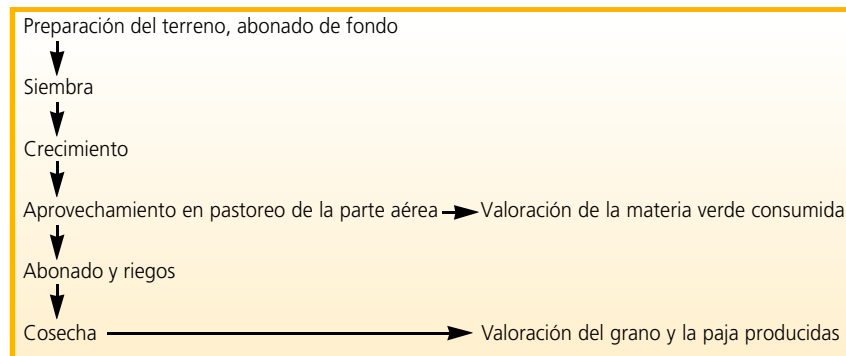 Preparación del terreno, abonado de fondo
Siembra
Crecimiento
Aprovechamiento en pastoreo de la parte aérea Valoración de la materia verde consumida
Abonado y riegos
Cosecha Valoración del grano y la paja producidas